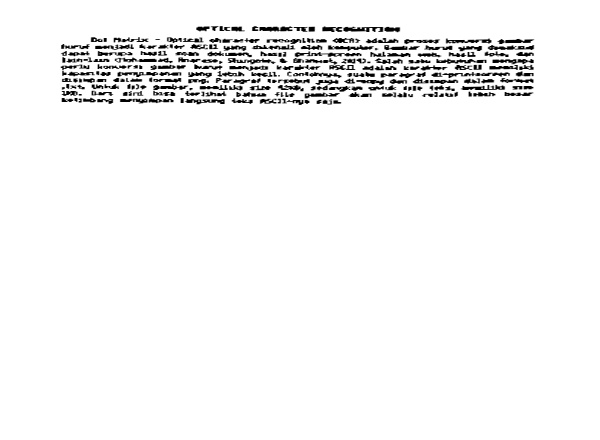 OPTICAL CHARACTER RECOGNITION
Dot Matrix - Optical character recognition (OCR) adalah proses konversi gambar
huruf menjadi karakter ASCII yang dikenali oleh komputer. Gambar huruf yang dimaksud
dapat berupa hasil scan dokumen, hasil print-screen halaman web, hasil foto, dan
lain-lain (Mohammad, Anarase, Shingote, & Ghanwat, 2014). Salah satu kebutuhan mengapa
perlu konversi gambar huruf menjadi karakter ASCII adalah karakter ASCII memiliki
kapasitas penyimpanan yang lebih kecil. Contohnya, suatu paragraf di-printscreen dan
disimpan dalam format png. Paragraf tersebut juga di-copy dan disimpan dalam format
.txt. Untuk file gambar, memiliki size 42KB, sedangkan untuk file teks, memiliki size
1KB. Dari sini bisa terlihat bahwa file gambar akan selalu relatif lebih besar
ketimbang menyimpan langsung teks ASCII-nya saja.